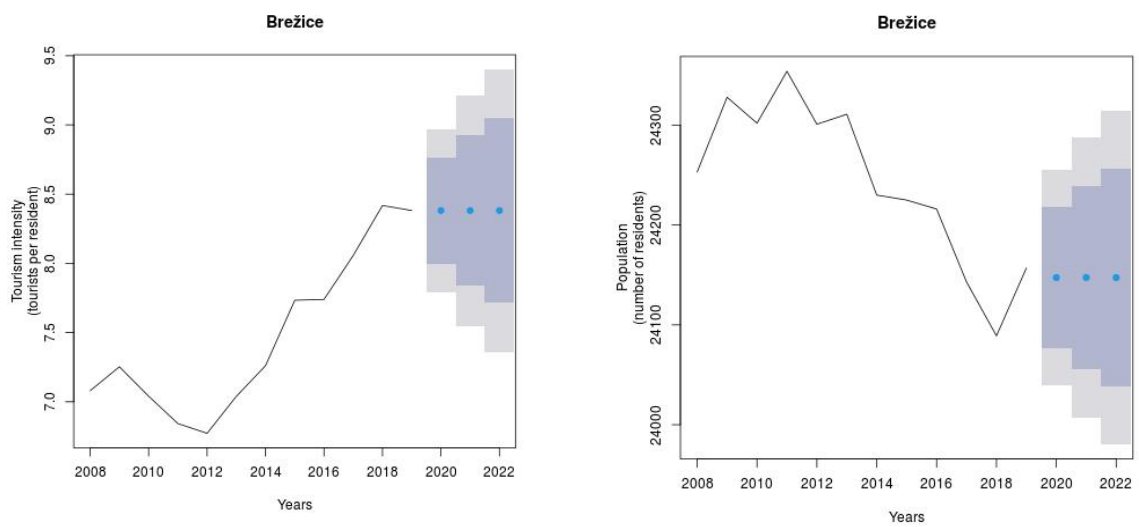 Brežice
9.5
9.0
8.5
8.0
7.5
7.0
Tourism intensity
(tourists per resident)
2008 2010 2012 2014 2016 2018 2020 2022
Years
Brežice
24300
24200
24100
24000
Population
(number of residents)
2008 2010 2012 2014 2016 2018 2020 2022
Years